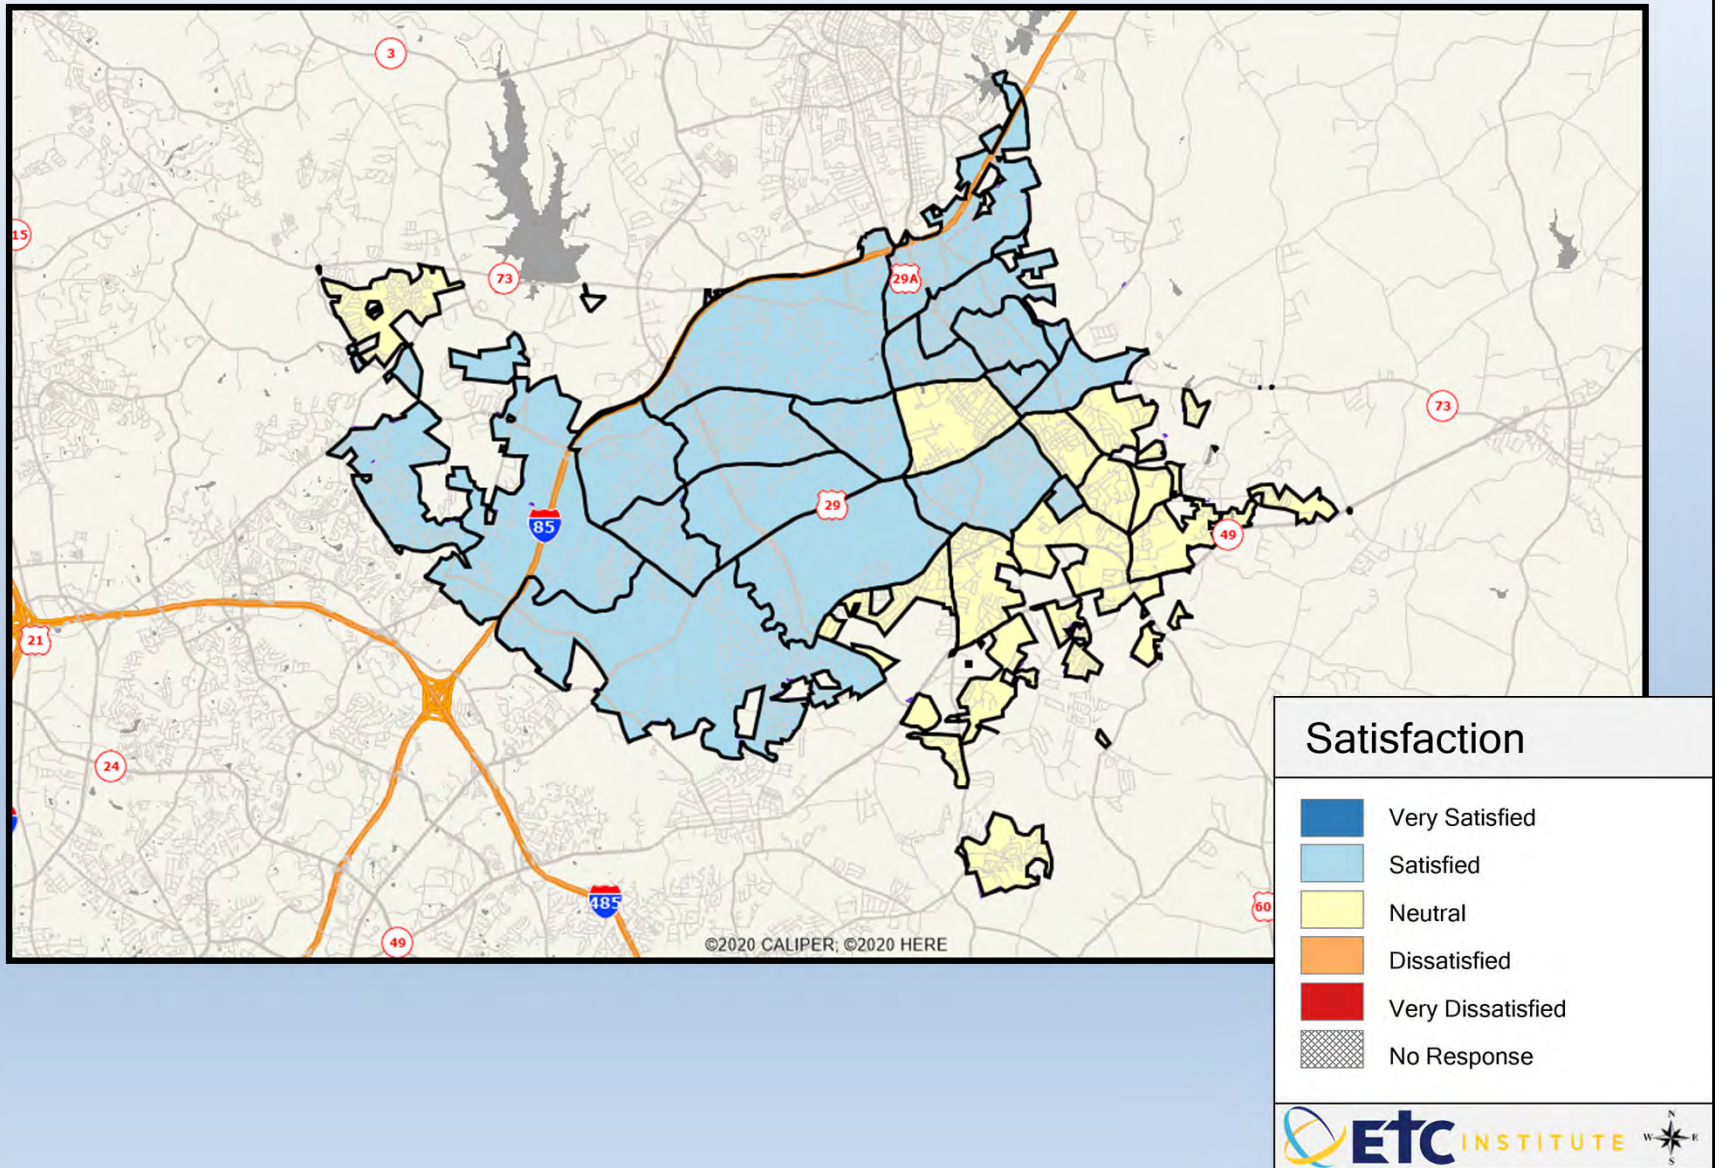 3
15
73
29A
73
29
85
49
21
24
485
49
60
©2020 CALIPER; ©2020 HERE
Satisfaction
Very Satisfied
Satisfied
Neutral
Dissatisfied
Very Dissatisfied
No Response
N
W E
S
ETC INSTITUTE